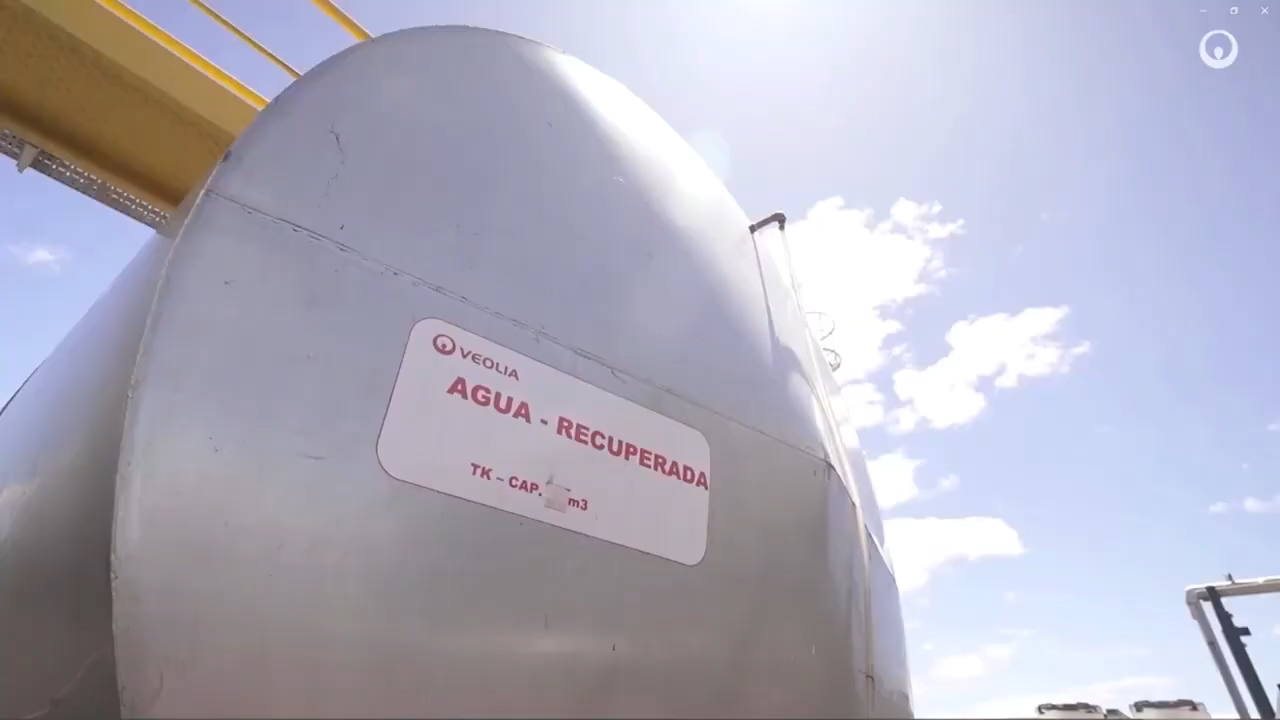 VEOLIA
AGUA - RECUPERADA
TK – CAP. m3